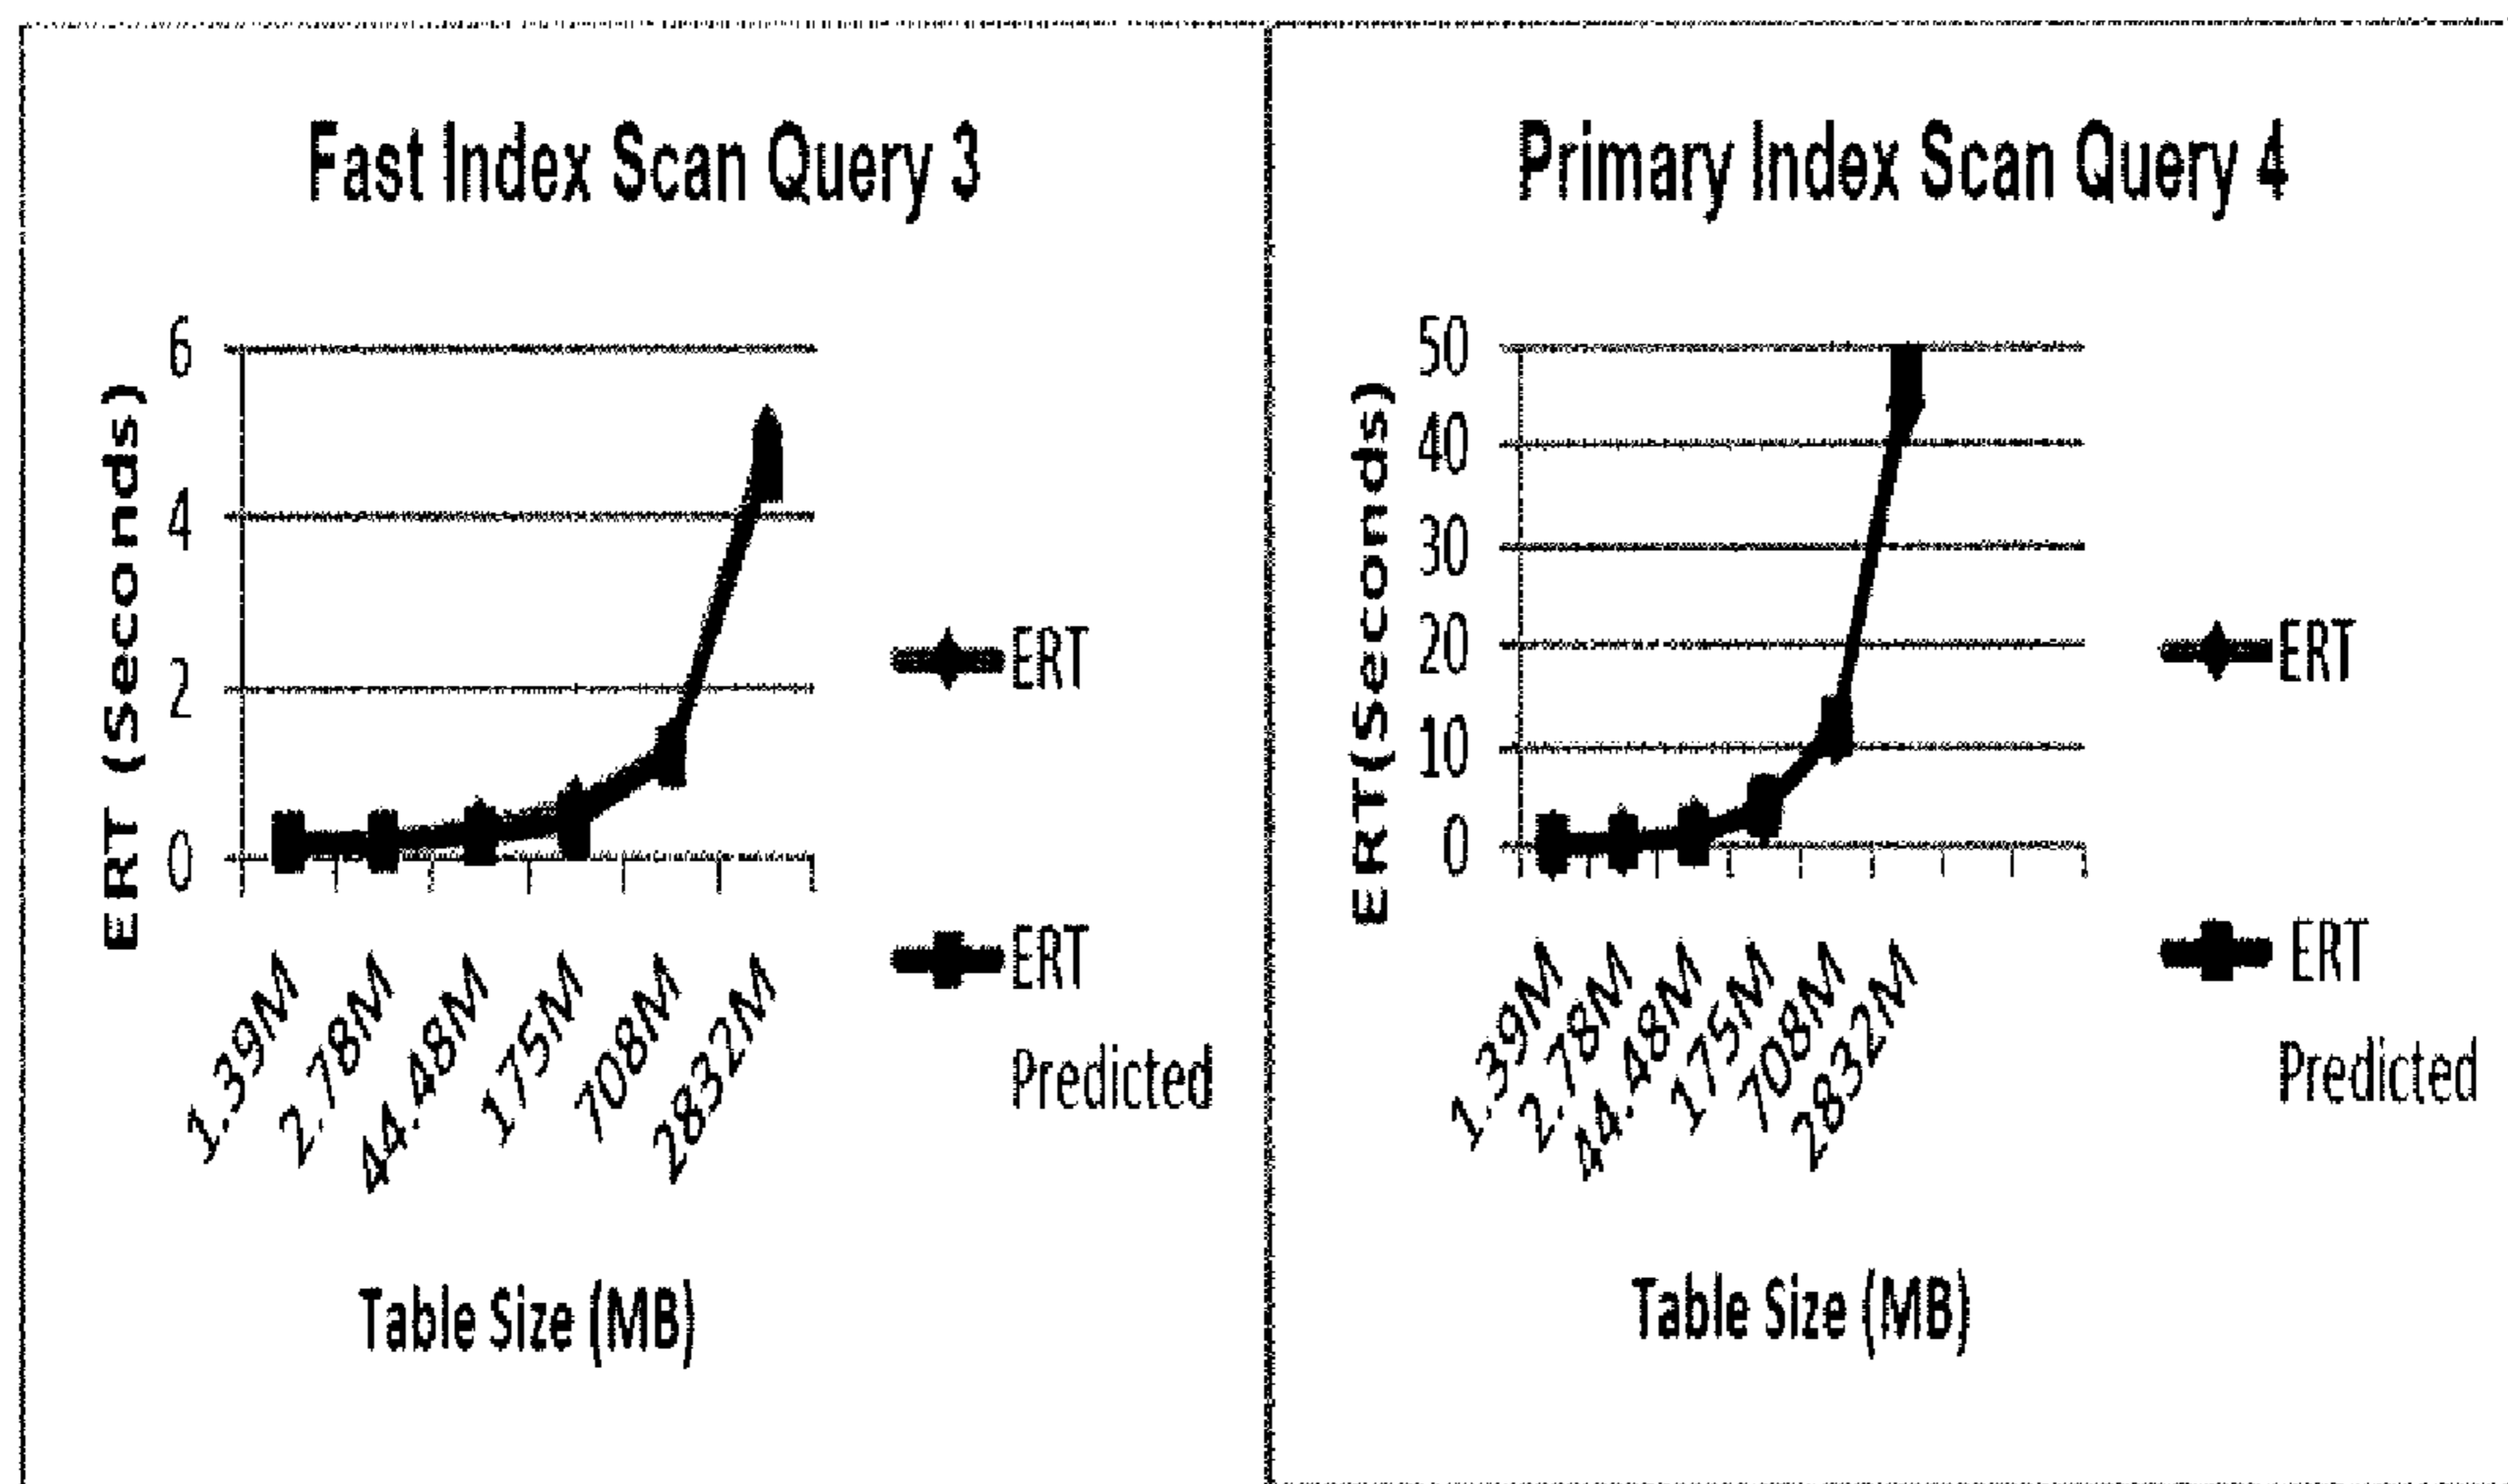 Fast Index Scan Query 3
ERT (Seconds)
6
4
2
0
1.39M
2.78M
44.48M
175M
708M
2832M
Table Size (MB)
ERT
ERT
Predicted
Primary Index Scan Query 4
ERT(Seconds)
50
40
30
20
10
0
1.39M
2.78M
44.48M
175M
708M
2832M
Table Size (MB)
ERT
ERT
Predicted